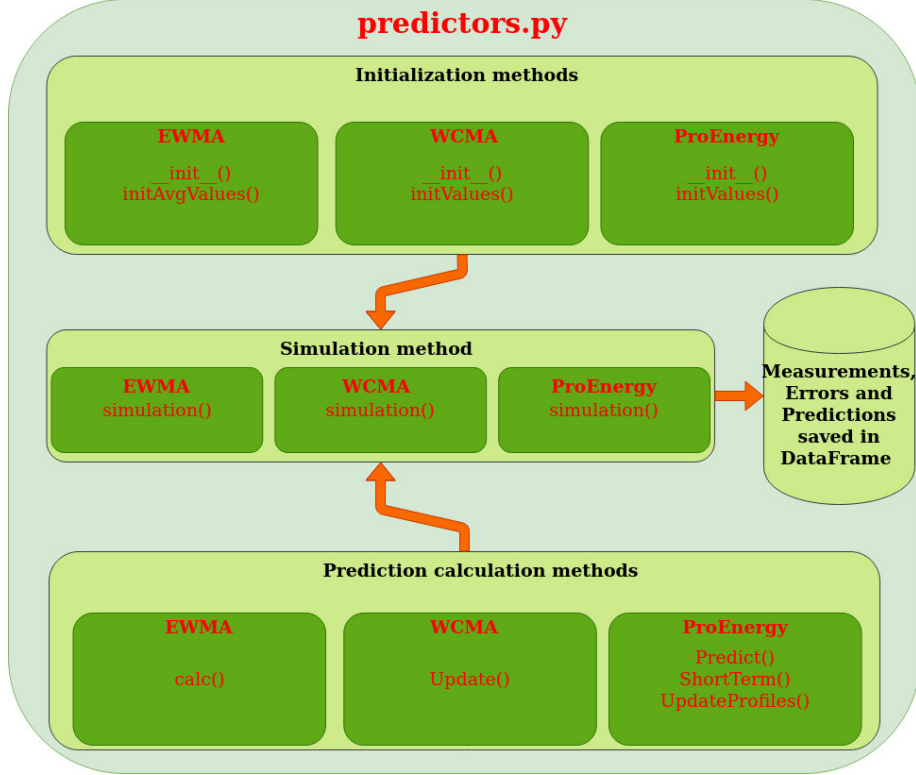 predictors.py
Initialization methods
EWMA
__init__()
initAvgValues()
WCMA
__init__()
initValues()
ProEnergy
__init__()
initValues()
Simulation method
EWMA
simulation()
WCMA
simulation()
ProEnergy
simulation()
Measurements,
Errors and
Predictions
saved in
DataFrame
Prediction calculation methods
EWMA
calc()
WCMA
Update()
ProEnergy
Predict()
ShortTerm()
UpdateProfiles()